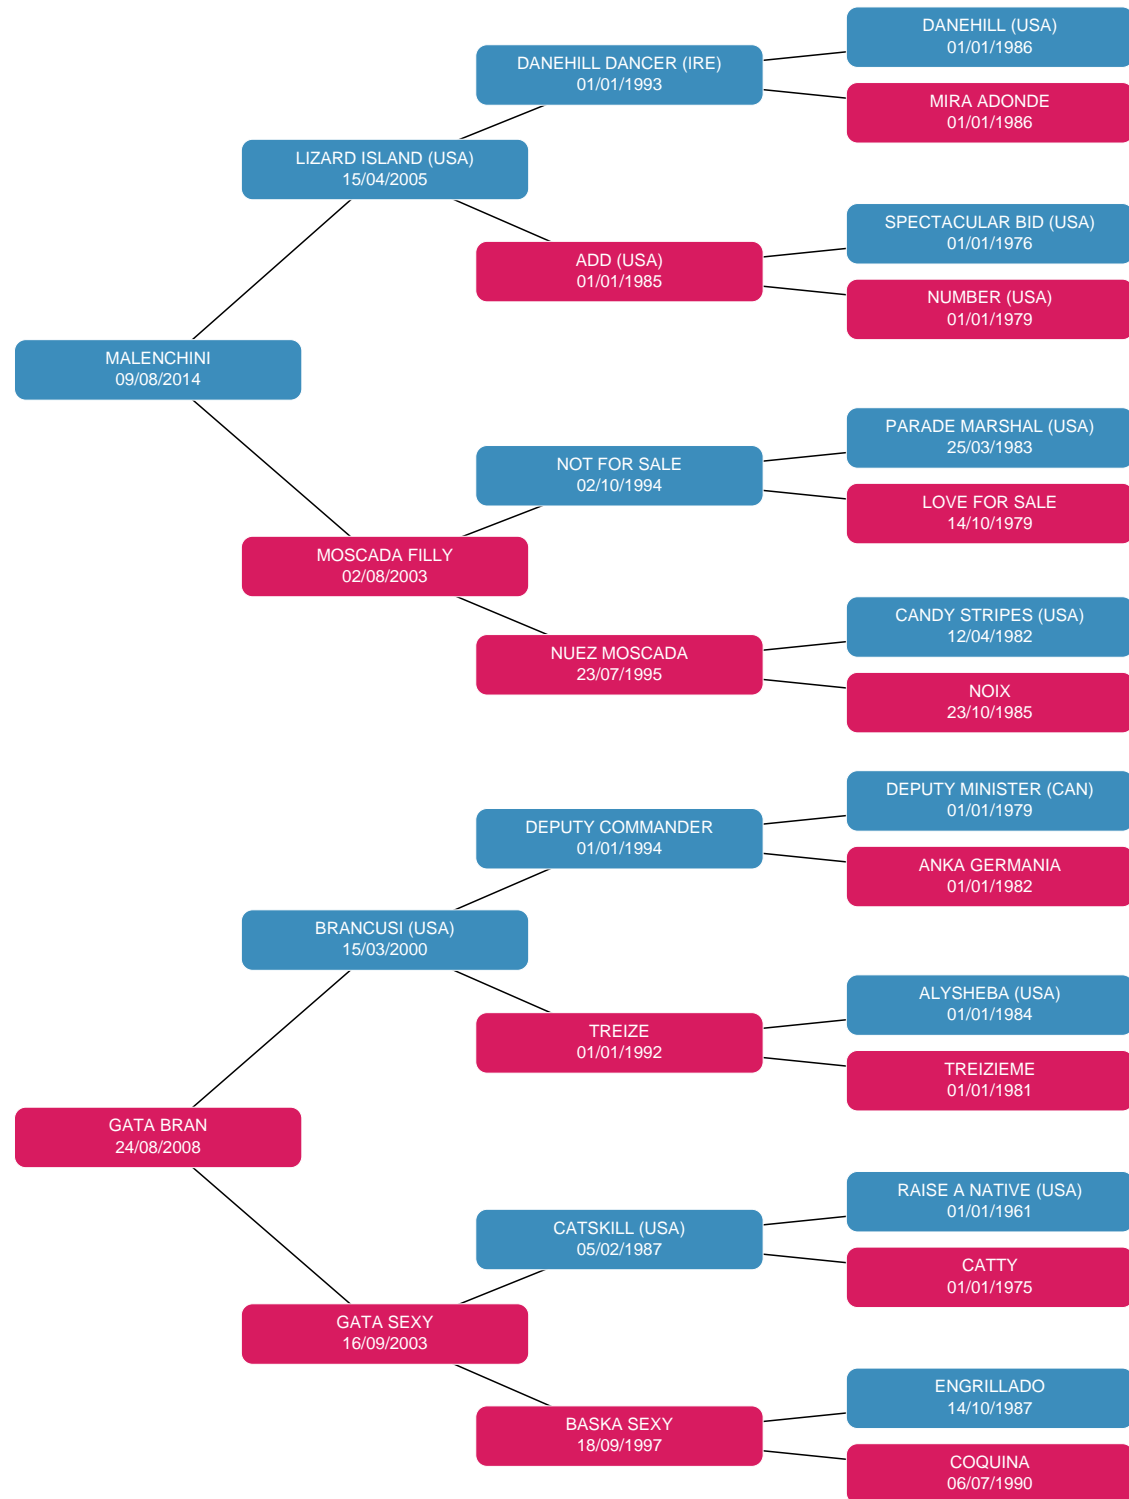 DANEHILL (USA)
01/01/1986
DANEHILL DANCER (IRE)
01/01/1993
MIRA ADONDE
01/01/1986
LIZARD ISLAND (USA)
15/04/2005
SPECTACULAR BID (USA)
01/01/1976
ADD (USA)
01/01/1985
NUMBER (USA)
01/01/1979
MALENCHINI
09/08/2014
PARADE MARSHAL (USA)
25/03/1983
NOT FOR SALE
02/10/1994
LOVE FOR SALE
14/10/1979
MOSCADA FILLY
02/08/2003
CANDY STRIPES (USA)
12/04/1982
NUEZ MOSCADA
23/07/1995
NOIX
23/10/1985
DEPUTY MINISTER (CAN)
01/01/1979
DEPUTY COMMANDER
01/01/1994
ANKA GERMANIA
01/01/1982
BRANCUSI (USA)
15/03/2000
ALYSHEBA (USA)
01/01/1984
TREIZE
01/01/1992
TREIZIEME
01/01/1981
GATA BRAN
24/08/2008
RAISE A NATIVE (USA)
01/01/1961
CATSKILL (USA)
05/02/1987
CATTY
01/01/1975
GATA SEXY
16/09/2003
ENGRILLADO
14/10/1987
BASKA SEXY
18/09/1997
COQUINA
06/07/1990